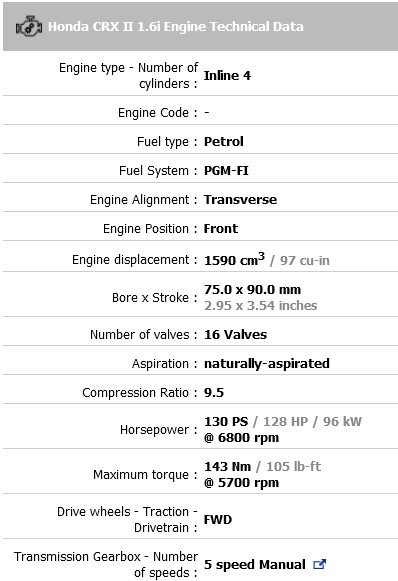 Honda CRX II 1.6i Engine Technical Data
Engine type - Number of
cylinders : Inline 4
Engine Code : -
Fuel type : Petrol
Fuel System : PGM-FI
Engine Alignment : Transverse
Engine Position : Front
Engine displacement : 1590 cm3 / 97 cu-in
Bore x Stroke : 75.0 x 90.0 mm
2.95 x 3.54 inches
Number of valves : 16 Valves
Aspiration : naturally-aspirated
Compression Ratio : 9.5
Horsepower : 130 PS / 128 HP / 96 kW
@ 6800 rpm
Maximum torque : 143 Nm / 105 lb-ft
@ 5700 rpm
Drive wheels - Traction -
Drivetrain : FWD
Transmission Gearbox - Number
of speeds : 5 speed Manual